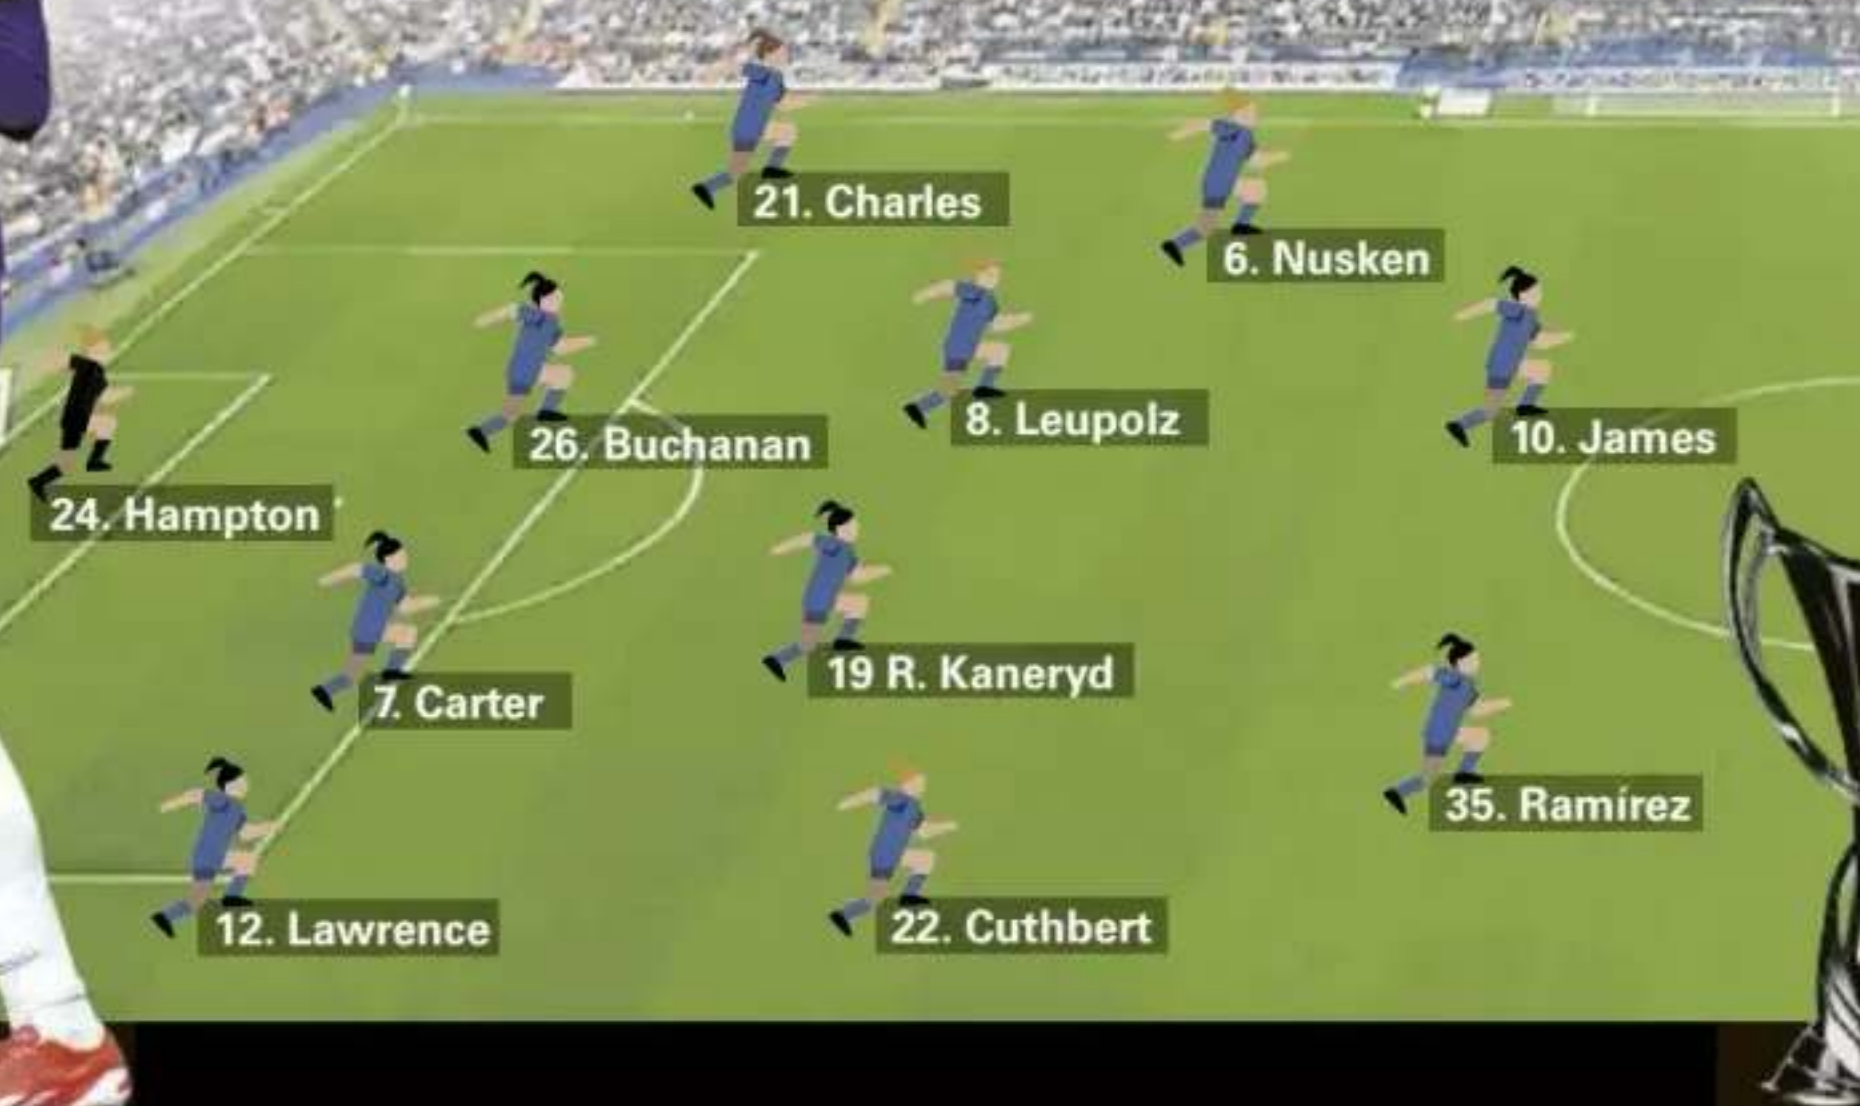 21. Charles
6. Nusken
8. Leupolz
10. James
26. Buchanan
24. Hampton
19 R. Kaneryd
7. Carter
35. Ramírez
12. Lawrence
22. Cuthbert